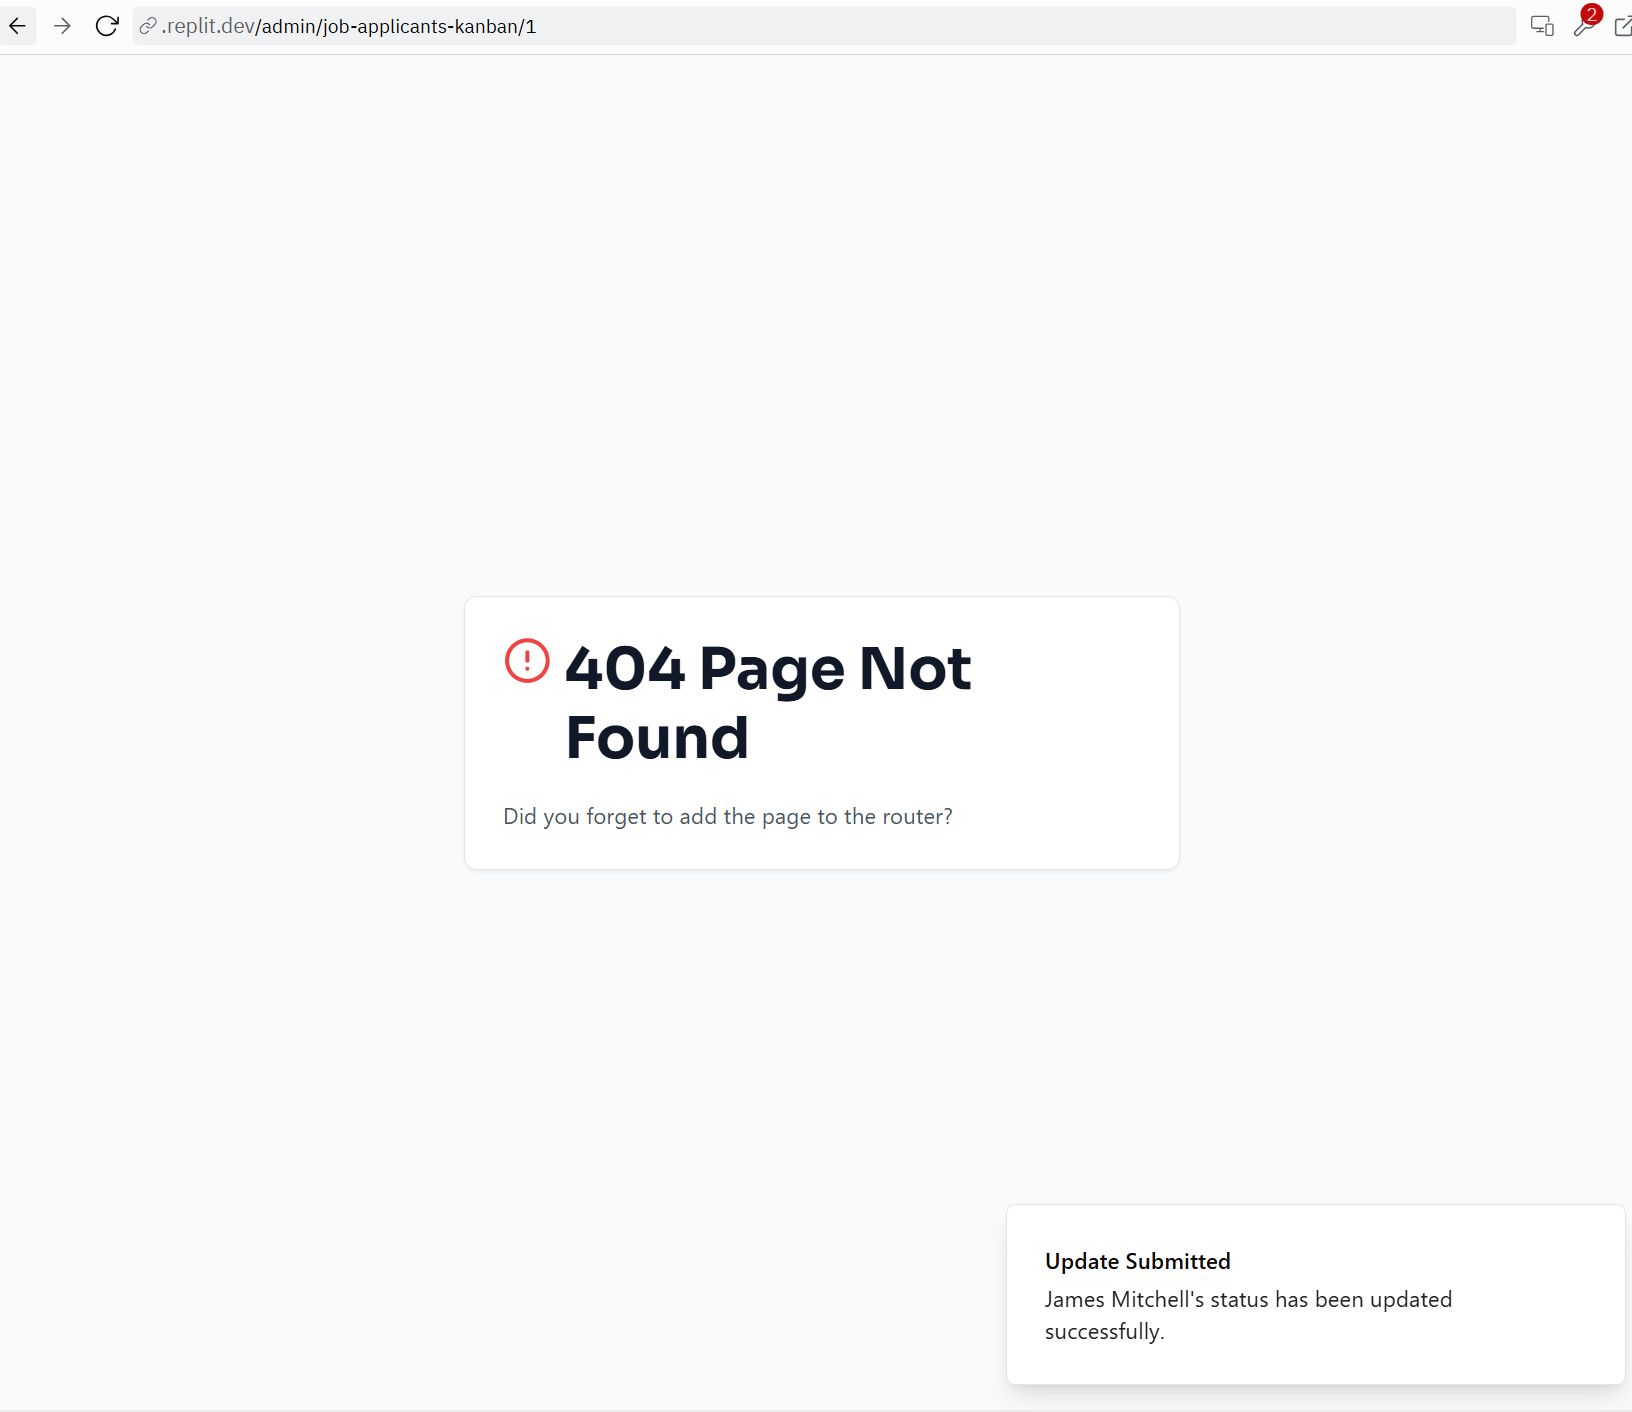 .replit.dev/admin/job-applicants-kanban/1
2
404 Page Not
Found
Did you forget to add the page to the router?
Update Submitted
James Mitchell's status has been updated
successfully.